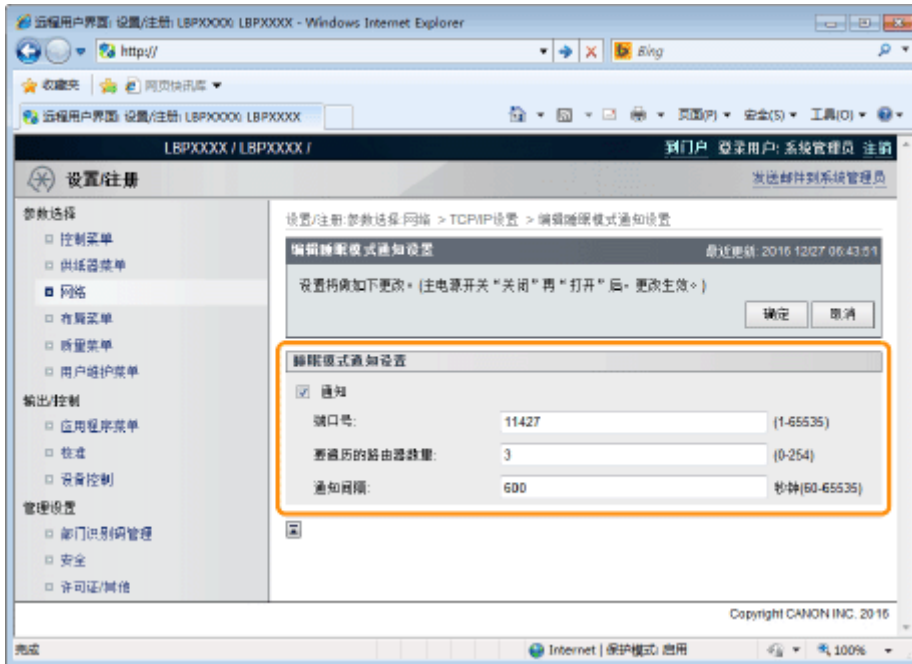 远程用户界面: 设置/注册: LBPXXXX: LBPXXXX - Windows Internet Explorer
http://
Bing
收藏夹 网页快讯库
远程用户界面: 设置/注册: LBPXXXX: LBPXXXX
页面(P) 安全(S) 工具(O)
LBPXXXX / LBPXXXX /
到门户 登录用户: 系统管理员 注销
设置/注册
发送邮件到系统管理员
参数选择
控制菜单
供纸器菜单
网络
布局菜单
质量菜单
用户维护菜单
输出/控制
应用程序菜单
校准
设备控制
管理设置
部门识别码管理
安全
许可证/其他
设置/注册:参数选择:网络 > TCP/IP设置 > 编辑睡眠模式通知设置
编辑睡眠模式通知设置
最近更新: 2016 12/27 06:43:51
设置将做如下更改。(主电源开关“关闭”再“打开”后，更改生效。)
确定 取消
睡眠模式通知设置
通知
端口号: 11427 (1-65535)
要遍历的路由器数量: 3 (0-254)
通知间隔: 600 秒钟(60-65535)
Copyright CANON INC. 2016
完成
Internet | 保护模式: 启用
100%